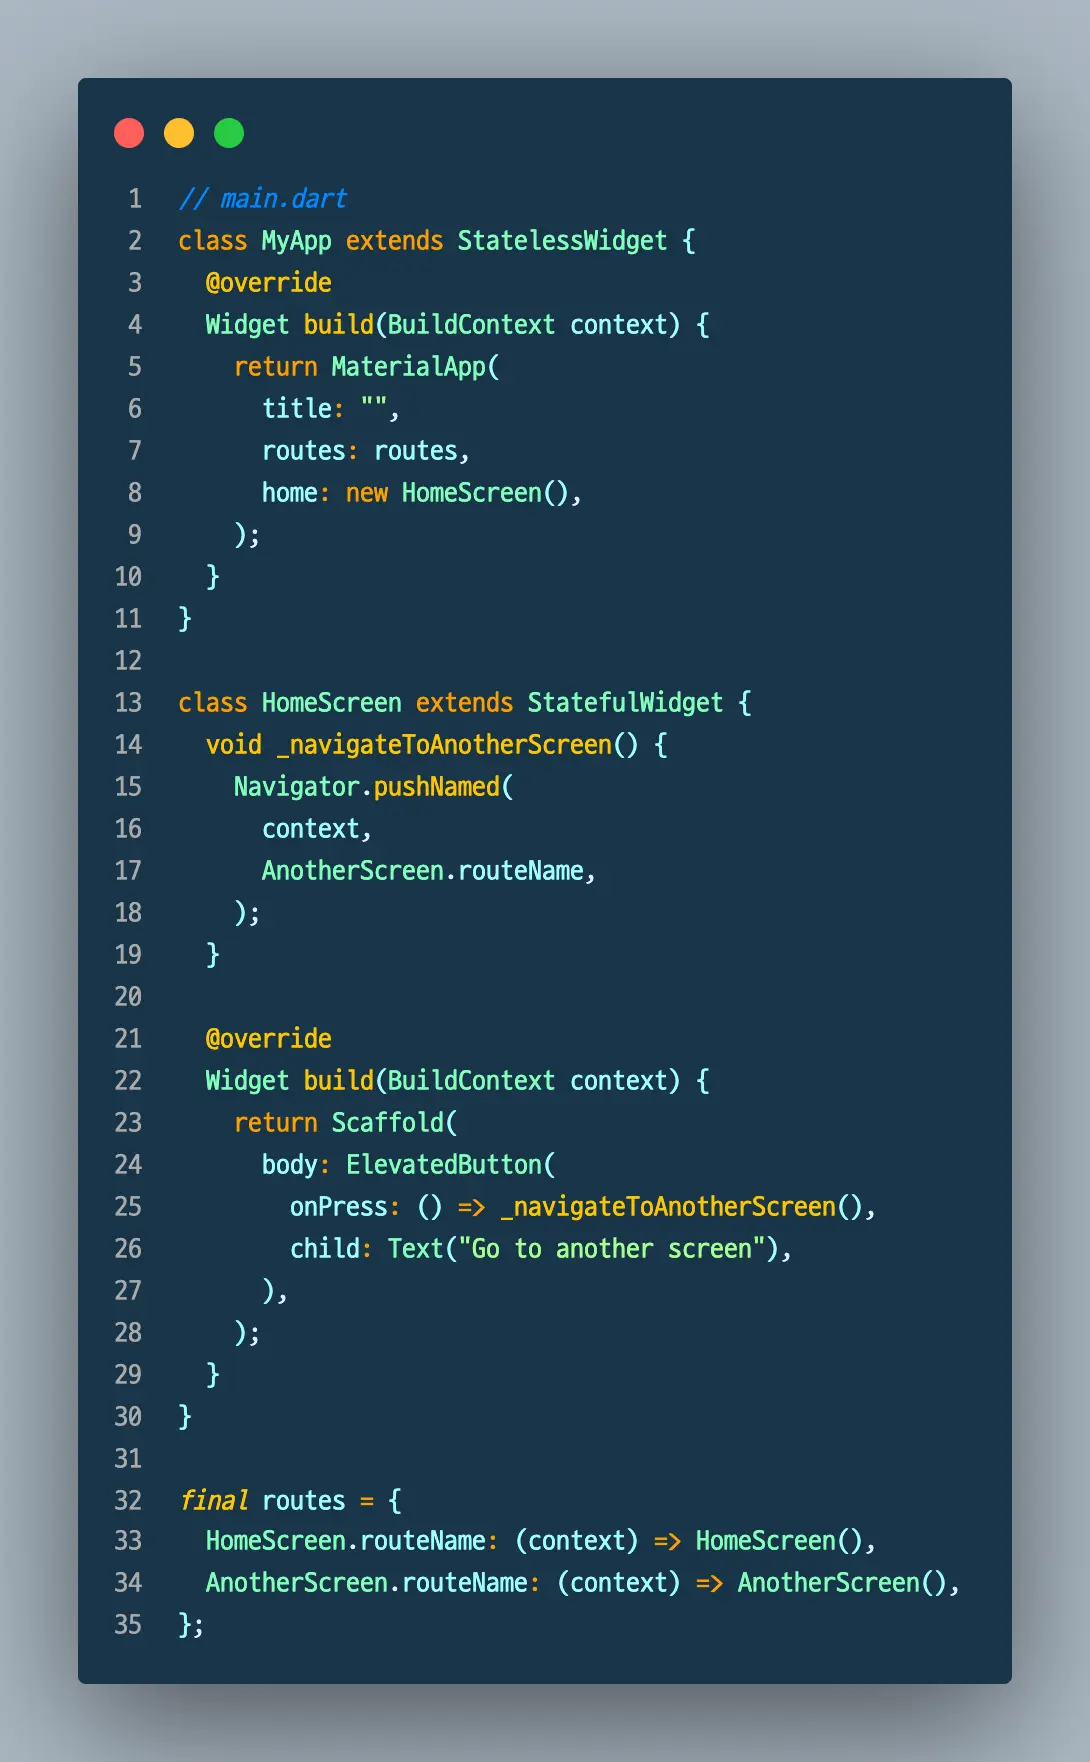 1 // main.dart
2 class MyApp extends StatelessWidget {
3   @override
4   Widget build(BuildContext context) {
5     return MaterialApp(
6       title: "",
7       routes: routes,
8       home: new HomeScreen(),
9     );
10   }
11 }
12
13 class HomeScreen extends StatefulWidget {
14   void _navigateToAnotherScreen() {
15     Navigator.pushNamed(
16       context,
17       AnotherScreen.routeName,
18     );
19   }
20
21   @override
22   Widget build(BuildContext context) {
23     return Scaffold(
24       body: ElevatedButton(
25         onPress: () => _navigateToAnotherScreen(),
26         child: Text("Go to another screen"),
27       ),
28     );
29   }
30 }
31
32 final routes = {
33   HomeScreen.routeName: (context) => HomeScreen(),
34   AnotherScreen.routeName: (context) => AnotherScreen(),
35 };